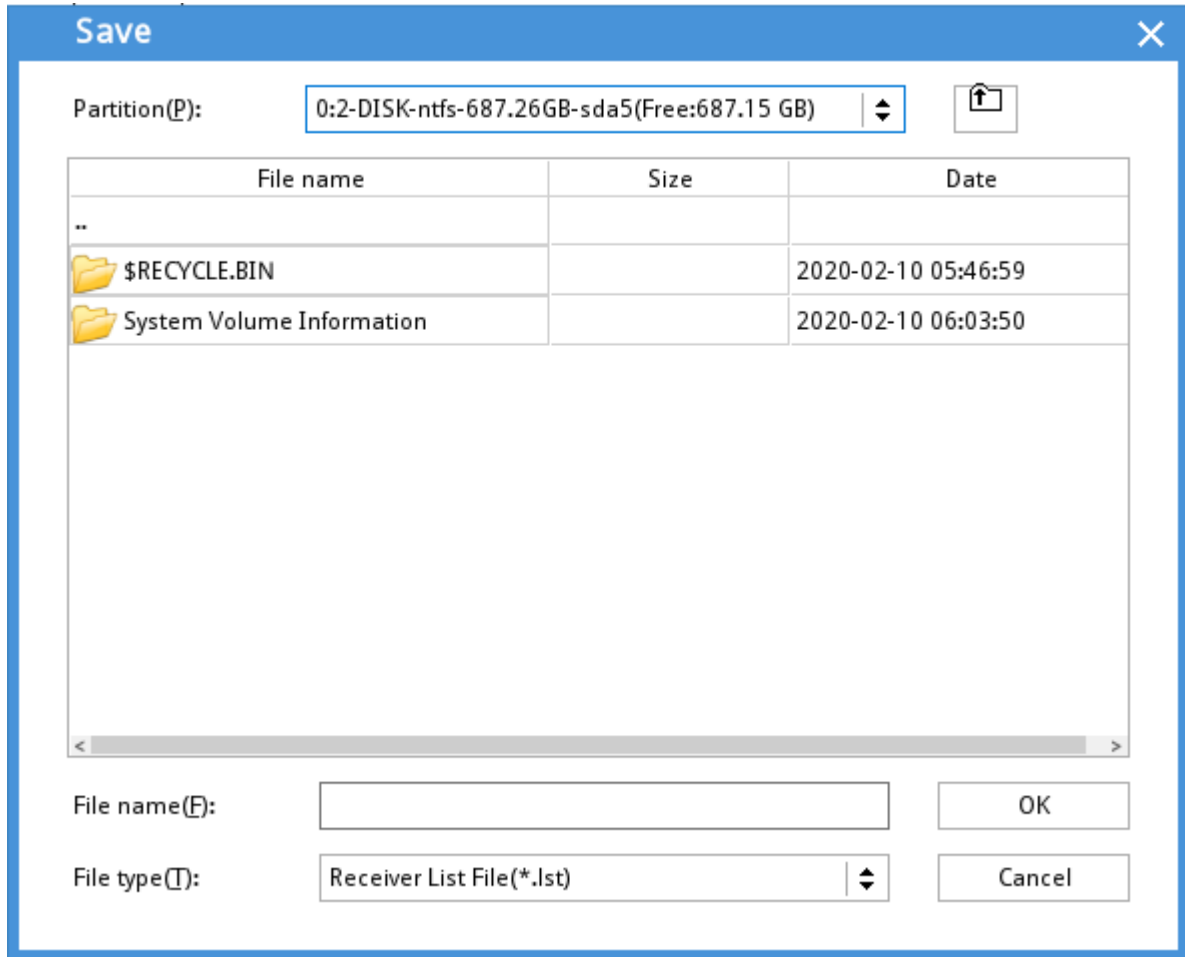 Save
Partition(P): 0:2-DISK-ntfs-687.26GB-sda5(Free:687.15 GB)
File name Size Date
..
$RECYCLE.BIN 2020-02-10 05:46:59
System Volume Information 2020-02-10 06:03:50
File name(F): OK
File type(T): Receiver List File(*.lst) Cancel